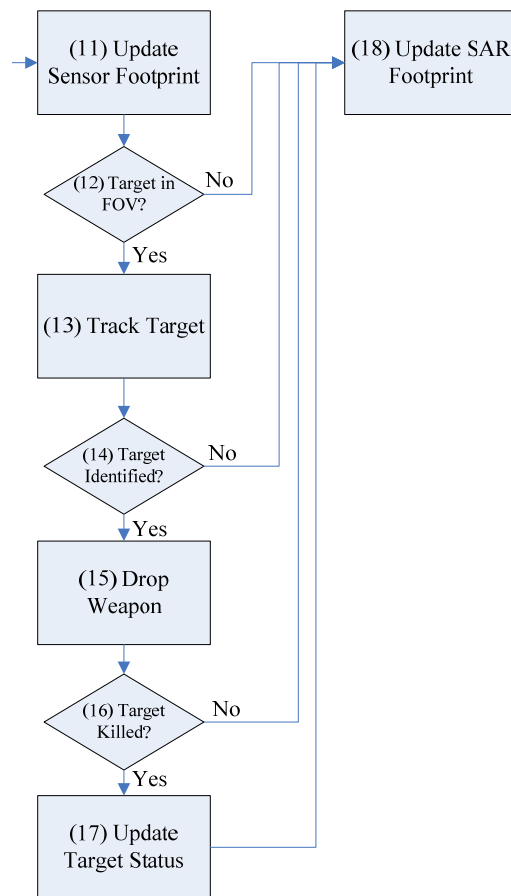 (11) Update
Sensor Footprint
(18) Update SAR
Footprint
(12) Target in
FOV?
No
Yes
(13) Track Target
(14) Target
Identified?
No
Yes
(15) Drop
Weapon
(16) Target
Killed?
No
Yes
(17) Update
Target Status